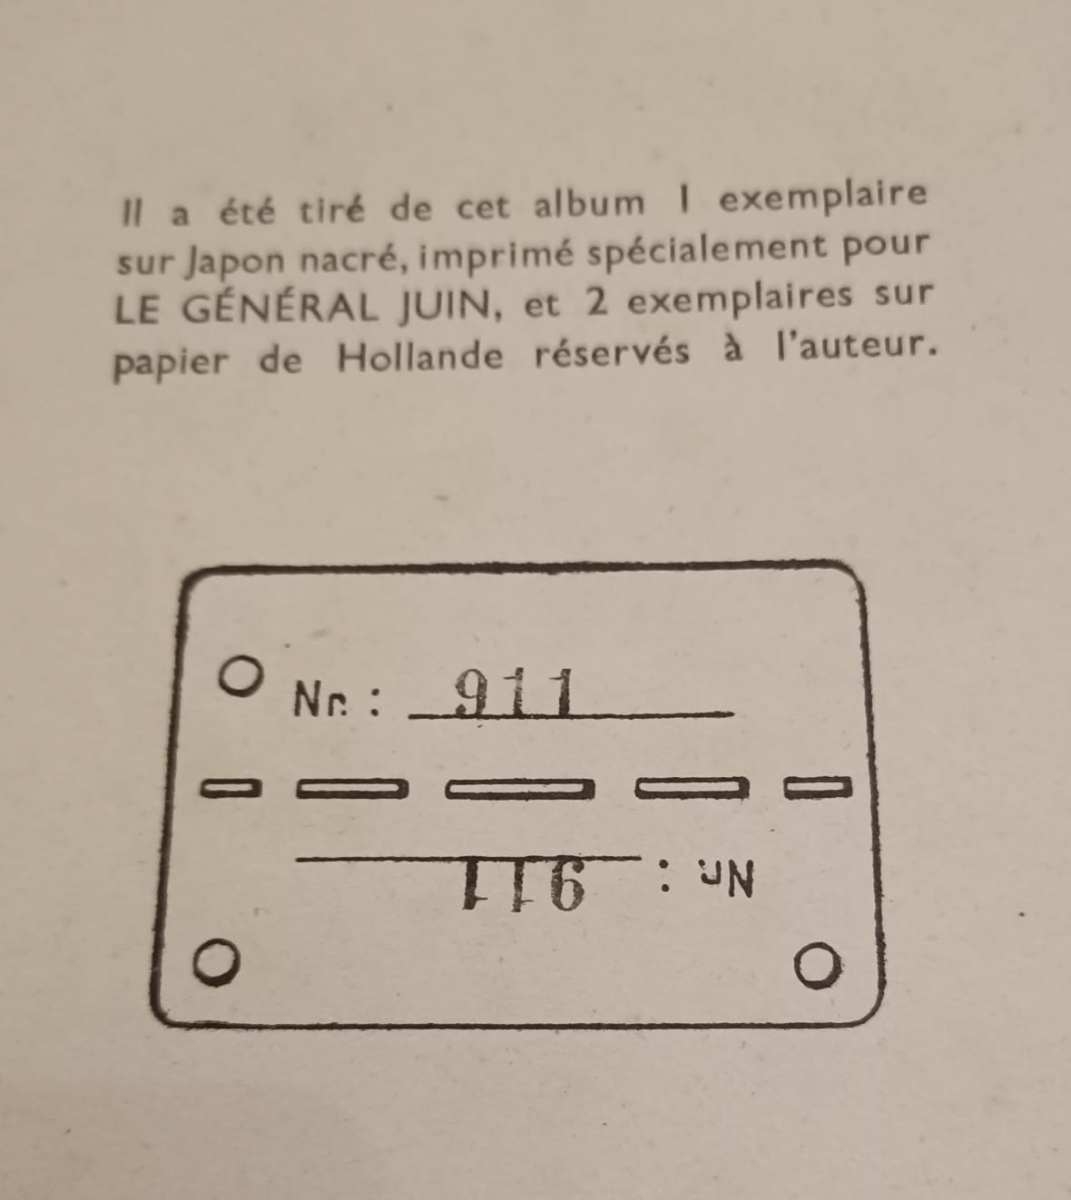 Il a été tiré de cet album 1 exemplaire
sur Japon nacré, imprimé spécialement pour
LE GÉNÉRAL JUIN, et 2 exemplaires sur
papier de Hollande réservés à l'auteur.
Nr. : 911
Nr. : 911